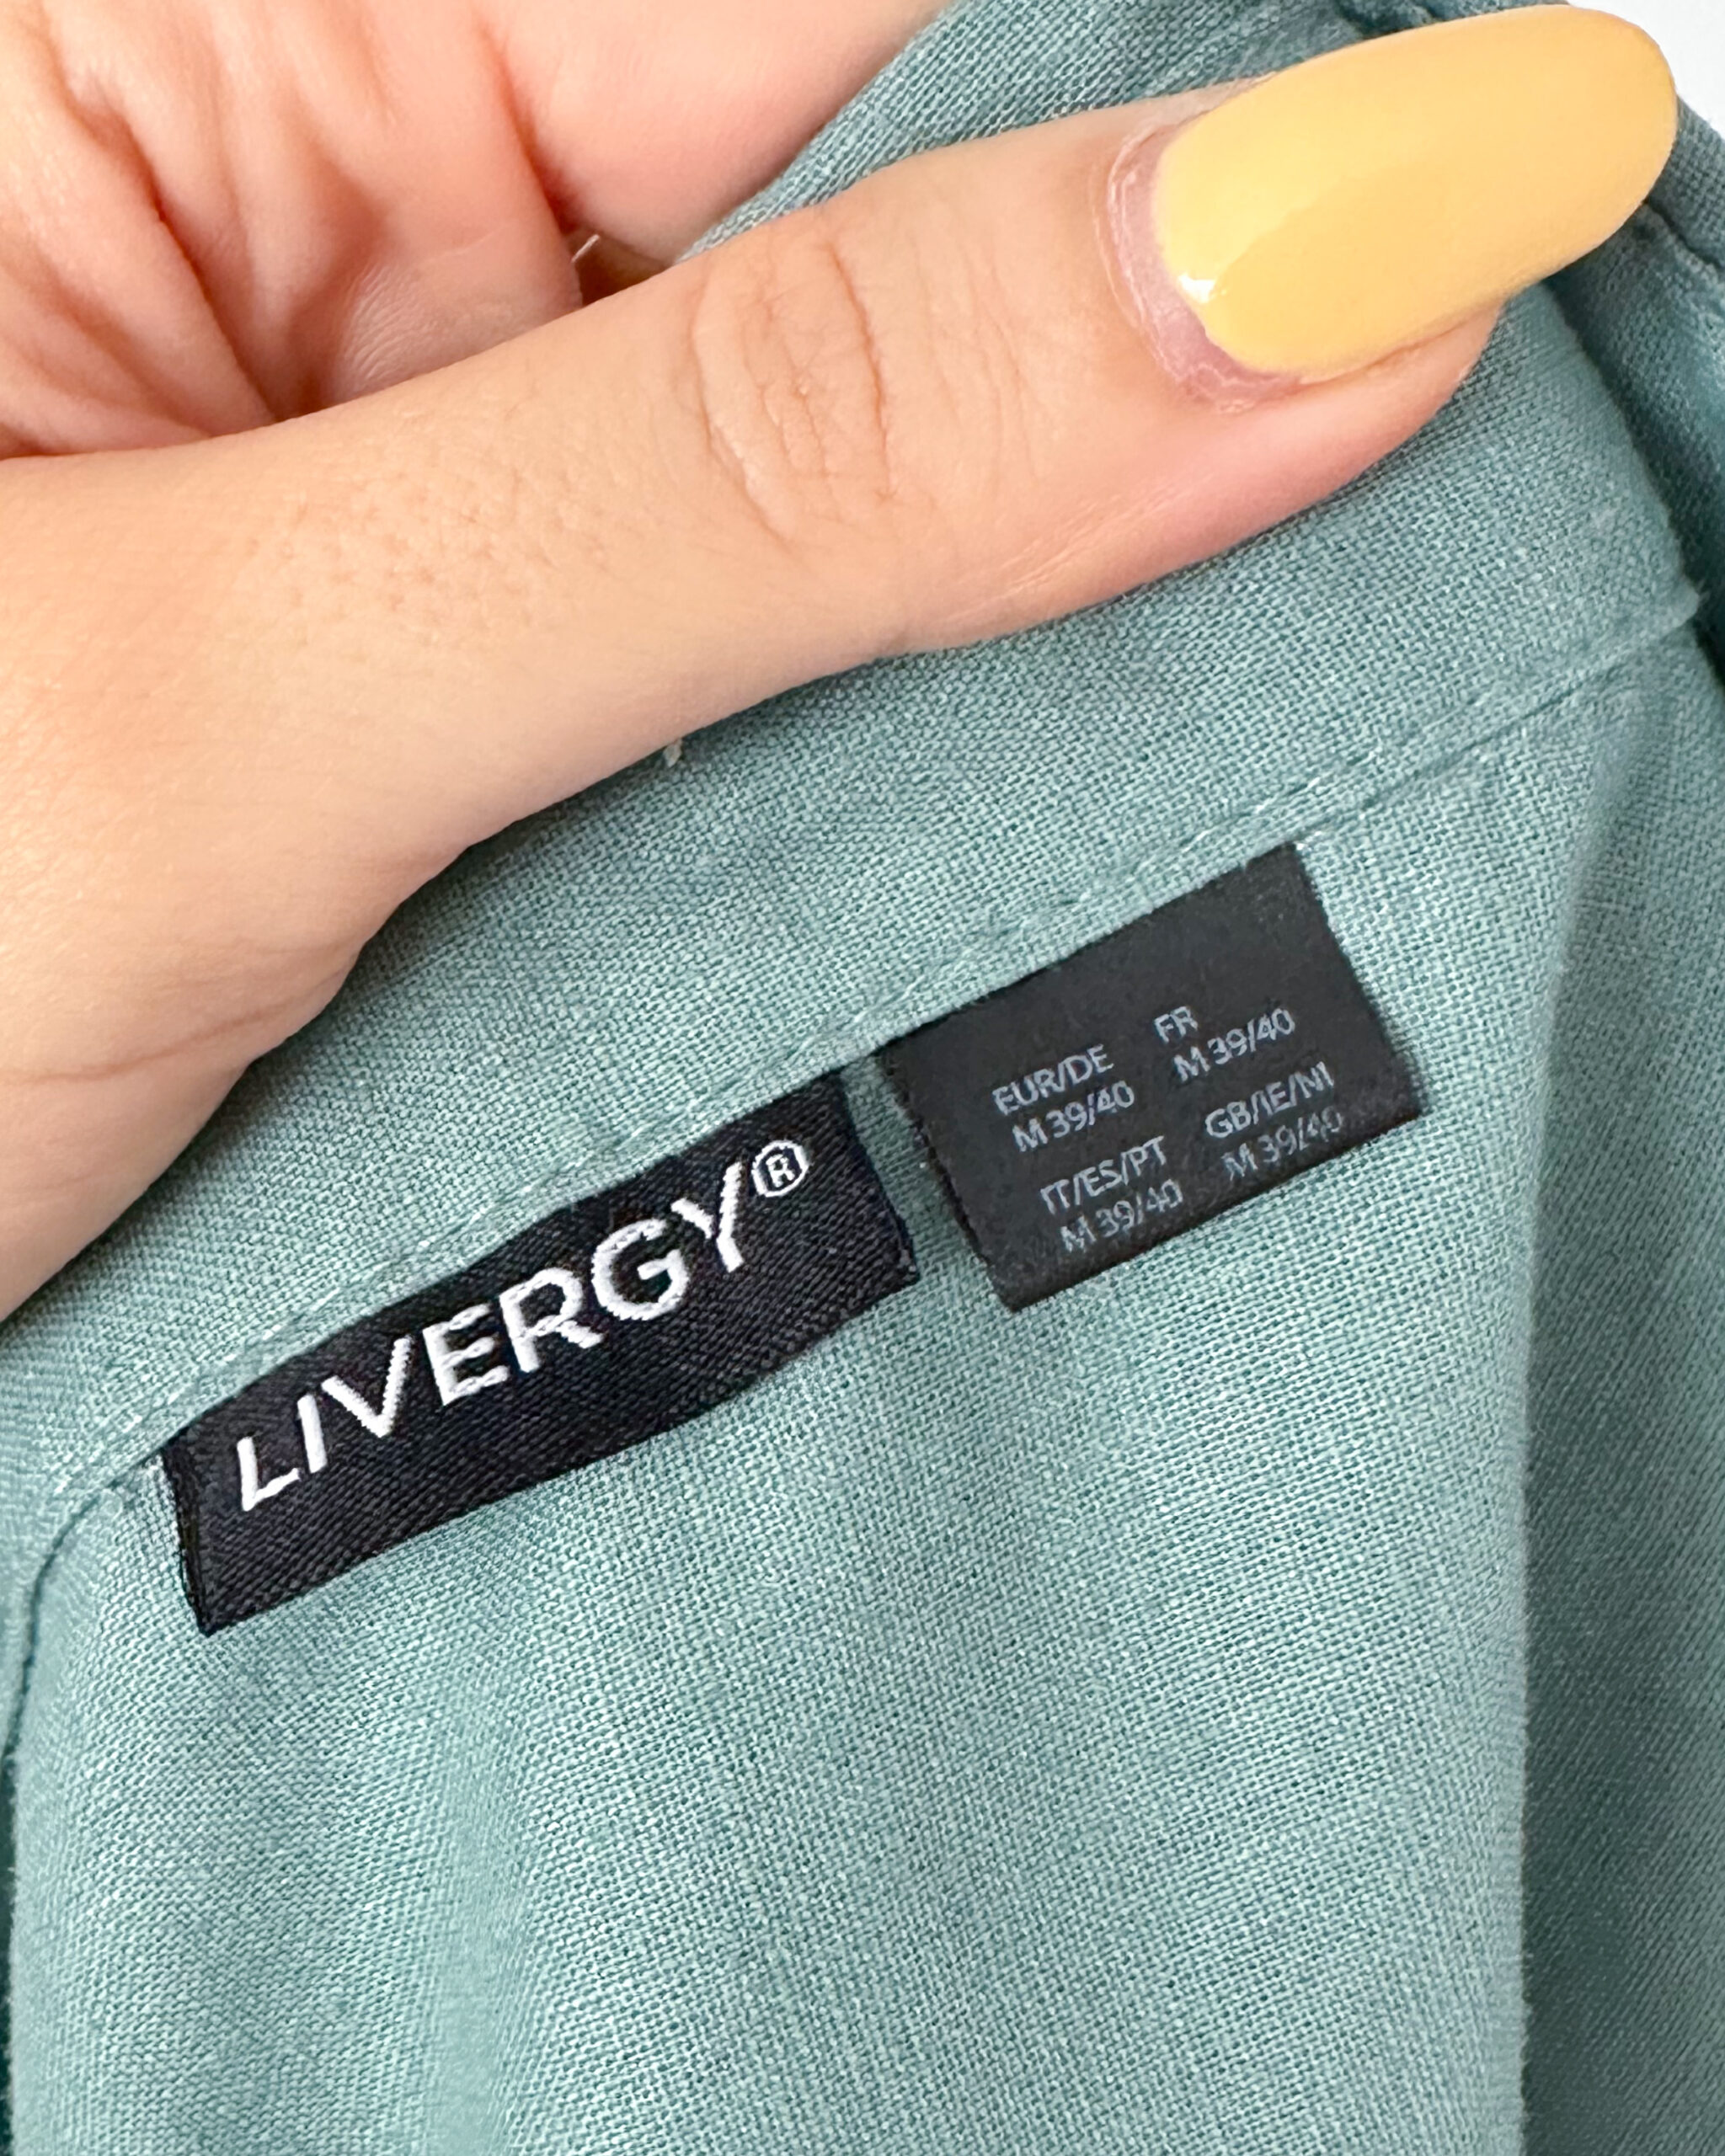 LIVERGY®
EUR/DE FR
M 39/40 M 39/40
IT/ES/PT GB/IE/NI
M 39/40 M 39/40